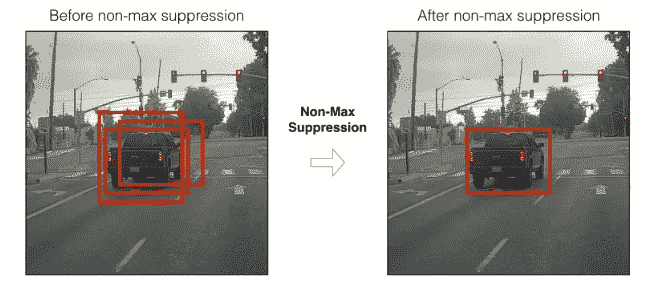 Before non-max suppression
After non-max suppression
Non-Max
Suppression